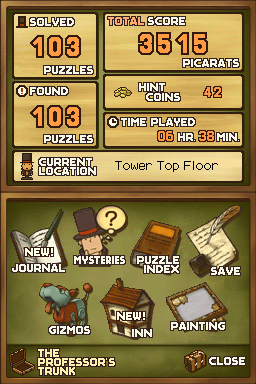 SOLVED
103
PUZZLES
TOTAL SCORE
3515
PICARATS
FOUND
103
PUZZLES
HINT
COINS
42
TIME PLAYED
06 HR. 38 MIN.
CURRENT
LOCATION
Tower Top Floor
NEW!
JOURNAL
?
MYSTERIES
PUZZLE
INDEX
SAVE
GIZMOS
NEW!
INN
PAINTING
THE
PROFESSOR'S
TRUNK
CLOSE